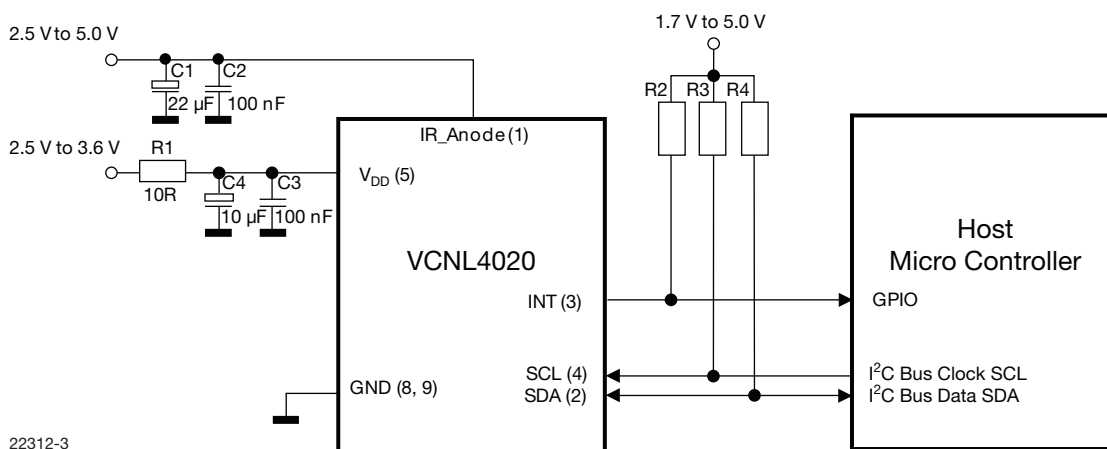 1.7 V to 5.0 V
2.5 V to 5.0 V
C1
C2
22 µF
100 nF
R2
R3
R4
IR_Anode (1)
2.5 V to 3.6 V
R1
10R
C4
C3
10 µF
100 nF
VDD (5)
VCNL4020
Host
Micro Controller
INT (3)
GPIO
SCL (4)
I²C Bus Clock SCL
GND (8, 9)
SDA (2)
I²C Bus Data SDA
22312-3